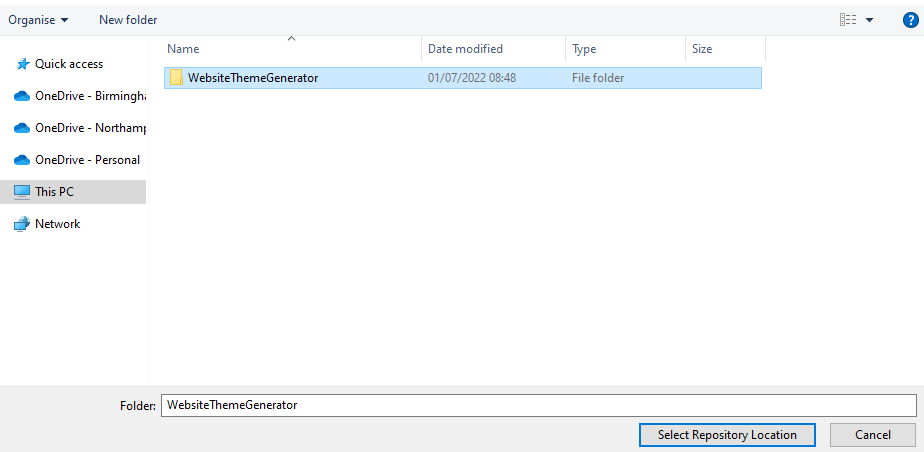 Organise New folder ?
Name Date modified Type Size
Quick access
WebsiteThemeGenerator 01/07/2022 08:48 File folder
OneDrive - Birmingha
OneDrive - Northamp
OneDrive - Personal
This PC
Network
Folder: WebsiteThemeGenerator
Select Repository Location Cancel